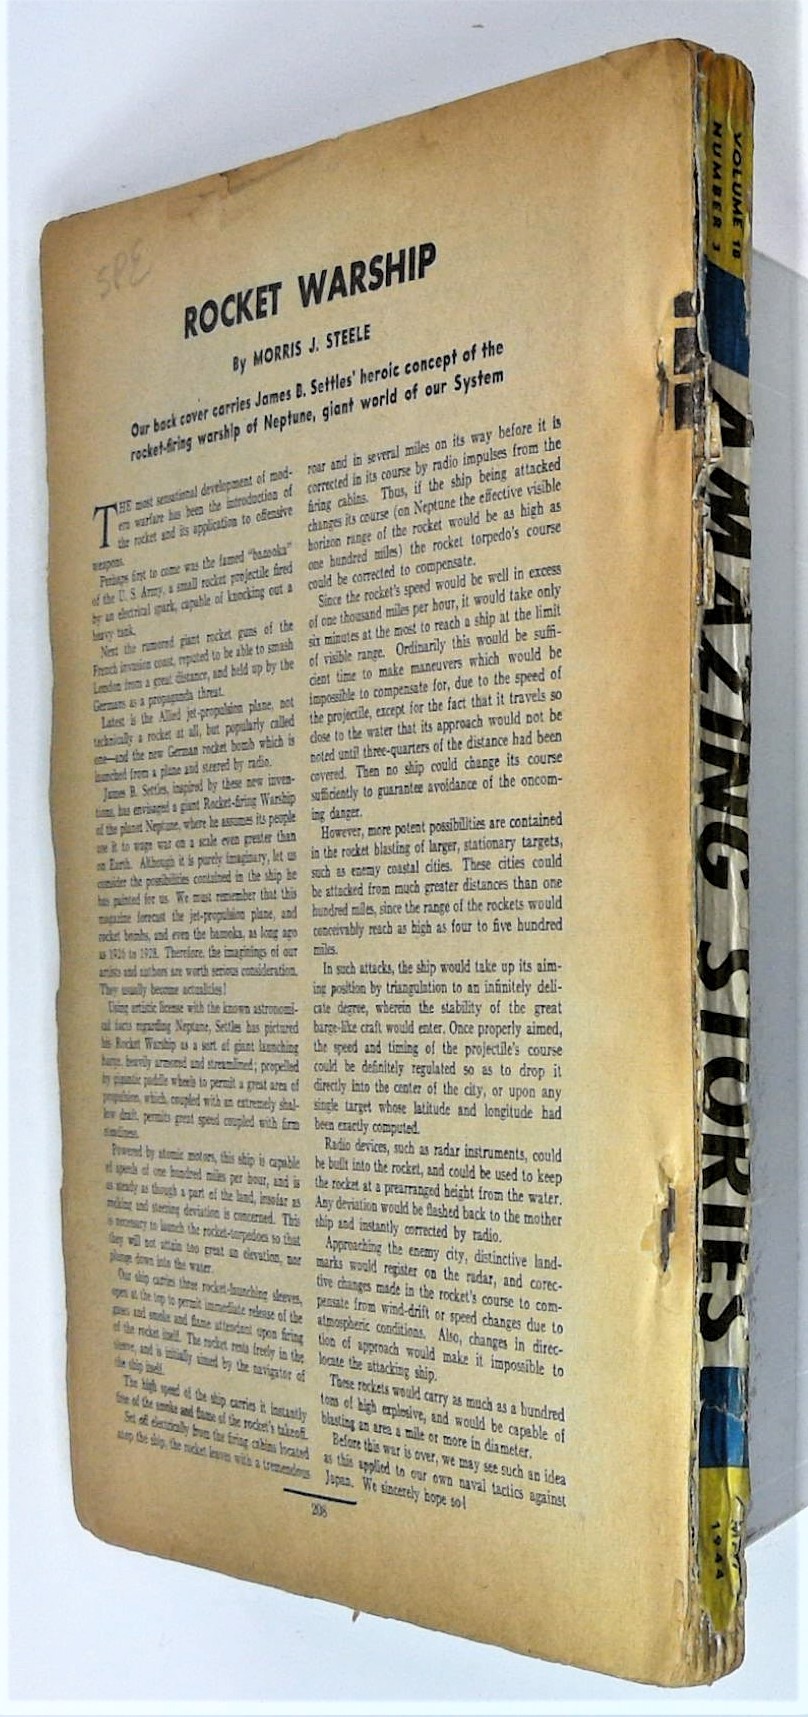 SPE
ROCKET WARSHIP
By MORRIS J. STEELE
Our back cover carries James B. Settles' heroic concept of the
rocket-firing warship of Neptune, giant world of our System
THE most sensational development of mod-
ern warfare has been the introduction of
the rocket and its application to offensive
weapons.
Perhaps first to come was the famed "bazooka"
of the U. S. Army, a small rocket projectile fired
by an electrical spark, capable of knocking out a
heavy tank.
Next the rumored giant rocket guns of the
French invasion coast, reputed to be able to smash
London from a great distance, and held up by the
Germans as a propaganda threat.
Latest is the Allied jet-propulsion plane, not
technically a rocket at all, but popularly called
one—and the new German rocket bomb which is
launched from a plane and steered by radio.
James B. Settles, inspired by these new inven-
tions, has envisaged a giant Rocket-firing Warship
of the planet Neptune, where he assumes its people
use it to wage war on a scale even greater than
on Earth. Although it is purely imaginary, let us
consider the possibilities contained in the ship he
has painted for us. We must remember that this
magazine forecast the jet-propulsion plane, and
rocket bombs, and even the bazooka, as long ago
as 1926 to 1928. Therefore, the imaginings of our
artists and authors are worth serious consideration.
They usually become actualities!
Using artistic license with the known astronomi-
cal facts regarding Neptune, Settles has pictured
his Rocket Warship as a sort of giant launching
barge, heavily armored and streamlined; propelled
by gigantic paddle wheels to permit a great area of
propulsion, which, coupled with an extremely shal-
low draft, permits great speed coupled with firm
steadiness.
Powered by atomic motors, this ship is capable
of speeds of one hundred miles per hour, and is
as steady as though a part of the land, insofar as
rocking and steering deviation is concerned. This
is necessary to launch the rocket-torpedoes so that
they will not attain too great an elevation, nor
plunge down into the water.
Our ship carries three rocket-launching sleeves,
open at the top to permit immediate release of the
gases and smoke and flame attendant upon firing
of the rocket itself. The rocket rests freely in the
sleeve, and is initially aimed by the navigator of
the ship itself.
The high speed of the ship carries it instantly
free of the smoke and flame of the rocket's takeoff.
Set off electrically from the firing cabins located
atop the ship, the rocket leaves with a tremendous
roar and in several miles on its way before it is
corrected in its course by radio impulses from the
firing cabins. Thus, if the ship being attacked
changes its course (on Neptune the effective visible
horizon range of the rocket would be as high as
one hundred miles) the rocket torpedo's course
could be corrected to compensate.
Since the rocket's speed would be well in excess
of one thousand miles per hour, it would take only
six minutes at the most to reach a ship at the limit
of visible range. Ordinarily this would be suffi-
cient time to make maneuvers which would be
impossible to compensate for, due to the speed of
the projectile, except for the fact that it travels so
close to the water that its approach would not be
noted until three-quarters of the distance had been
covered. Then no ship could change its course
sufficiently to guarantee avoidance of the oncom-
ing danger.
However, more potent possibilities are contained
in the rocket blasting of larger, stationary targets,
such as enemy coastal cities. These cities could
be attacked from much greater distances than one
hundred miles, since the range of the rockets would
conceivably reach as high as four to five hundred
miles.
In such attacks, the ship would take up its aim-
ing position by triangulation to an infinitely deli-
cate degree, wherein the stability of the great
barge-like craft would enter. Once properly aimed,
the speed and timing of the projectile's course
could be definitely regulated so as to drop it
directly into the center of the city, or upon any
single target whose latitude and longitude had
been exactly computed.
Radio devices, such as radar instruments, could
be built into the rocket, and could be used to keep
the rocket at a prearranged height from the water.
Any deviation would be flashed back to the mother
ship and instantly corrected by radio.
Approaching the enemy city, distinctive land-
marks would register on the radar, and corec-
tive changes made in the rocket's course to com-
pensate from wind-drift or speed changes due to
atmospheric conditions. Also, changes in direc-
tion of approach would make it impossible to
locate the attacking ship.
These rockets would carry as much as a hundred
tons of high explosive, and would be capable of
blasting an area a mile or more in diameter.
Before this war is over, we may see such an idea
as this applied to our own naval tactics against
Japan. We sincerely hope so!
208
VOLUME 18
NUMBER 3
AMAZING STORIES
MAY
1944